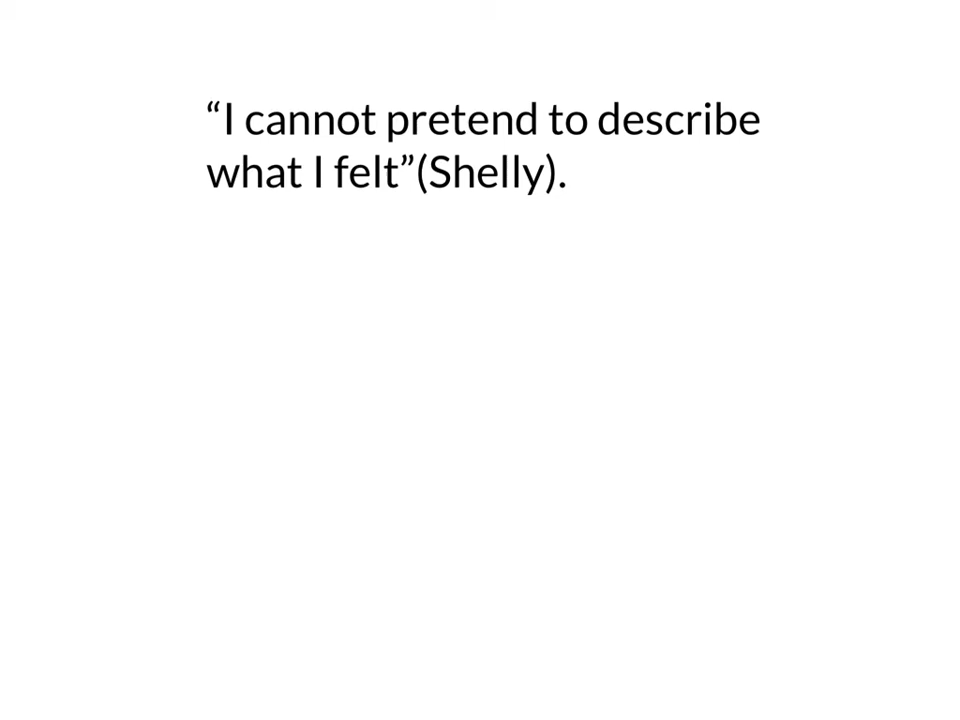 “I cannot pretend to describe
what I felt”(Shelly).